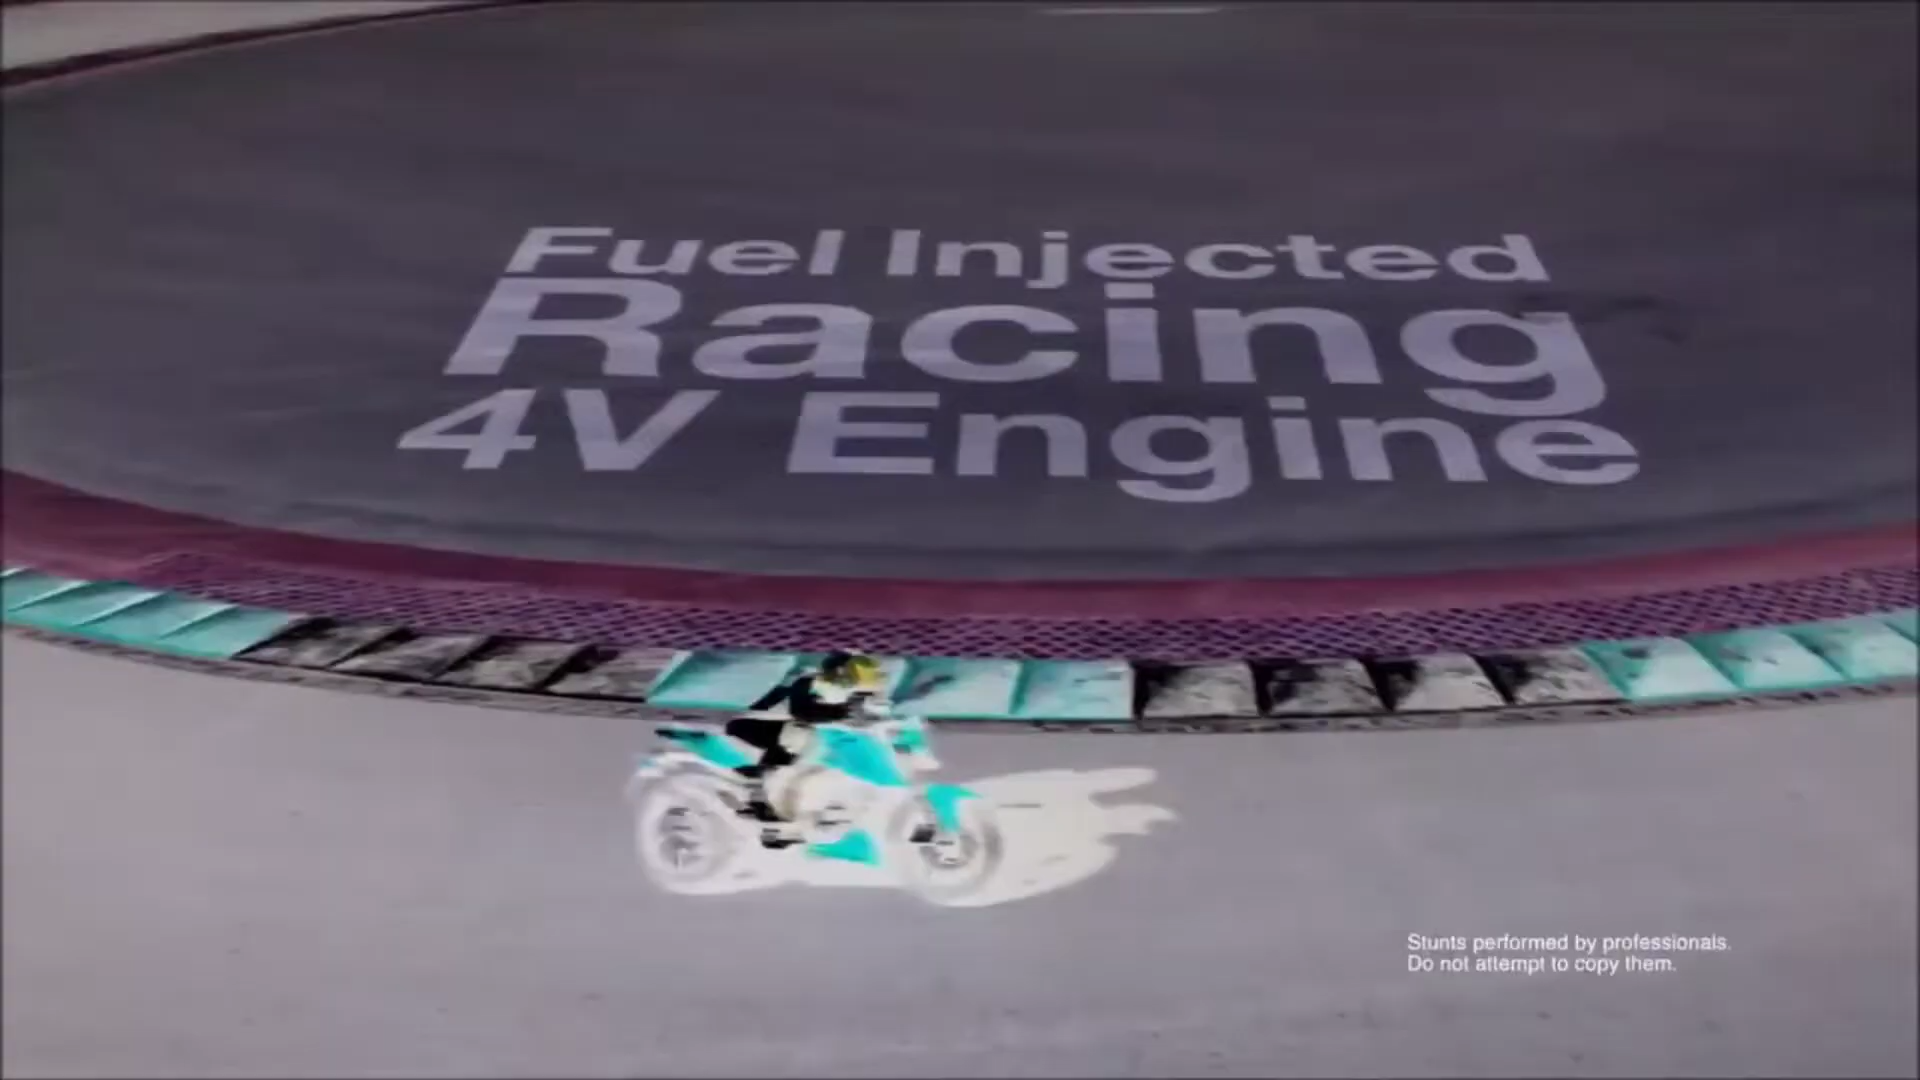 Fuel Injected
Racing
4V Engine
Stunts performed by professionals.
Do not attempt to copy them.